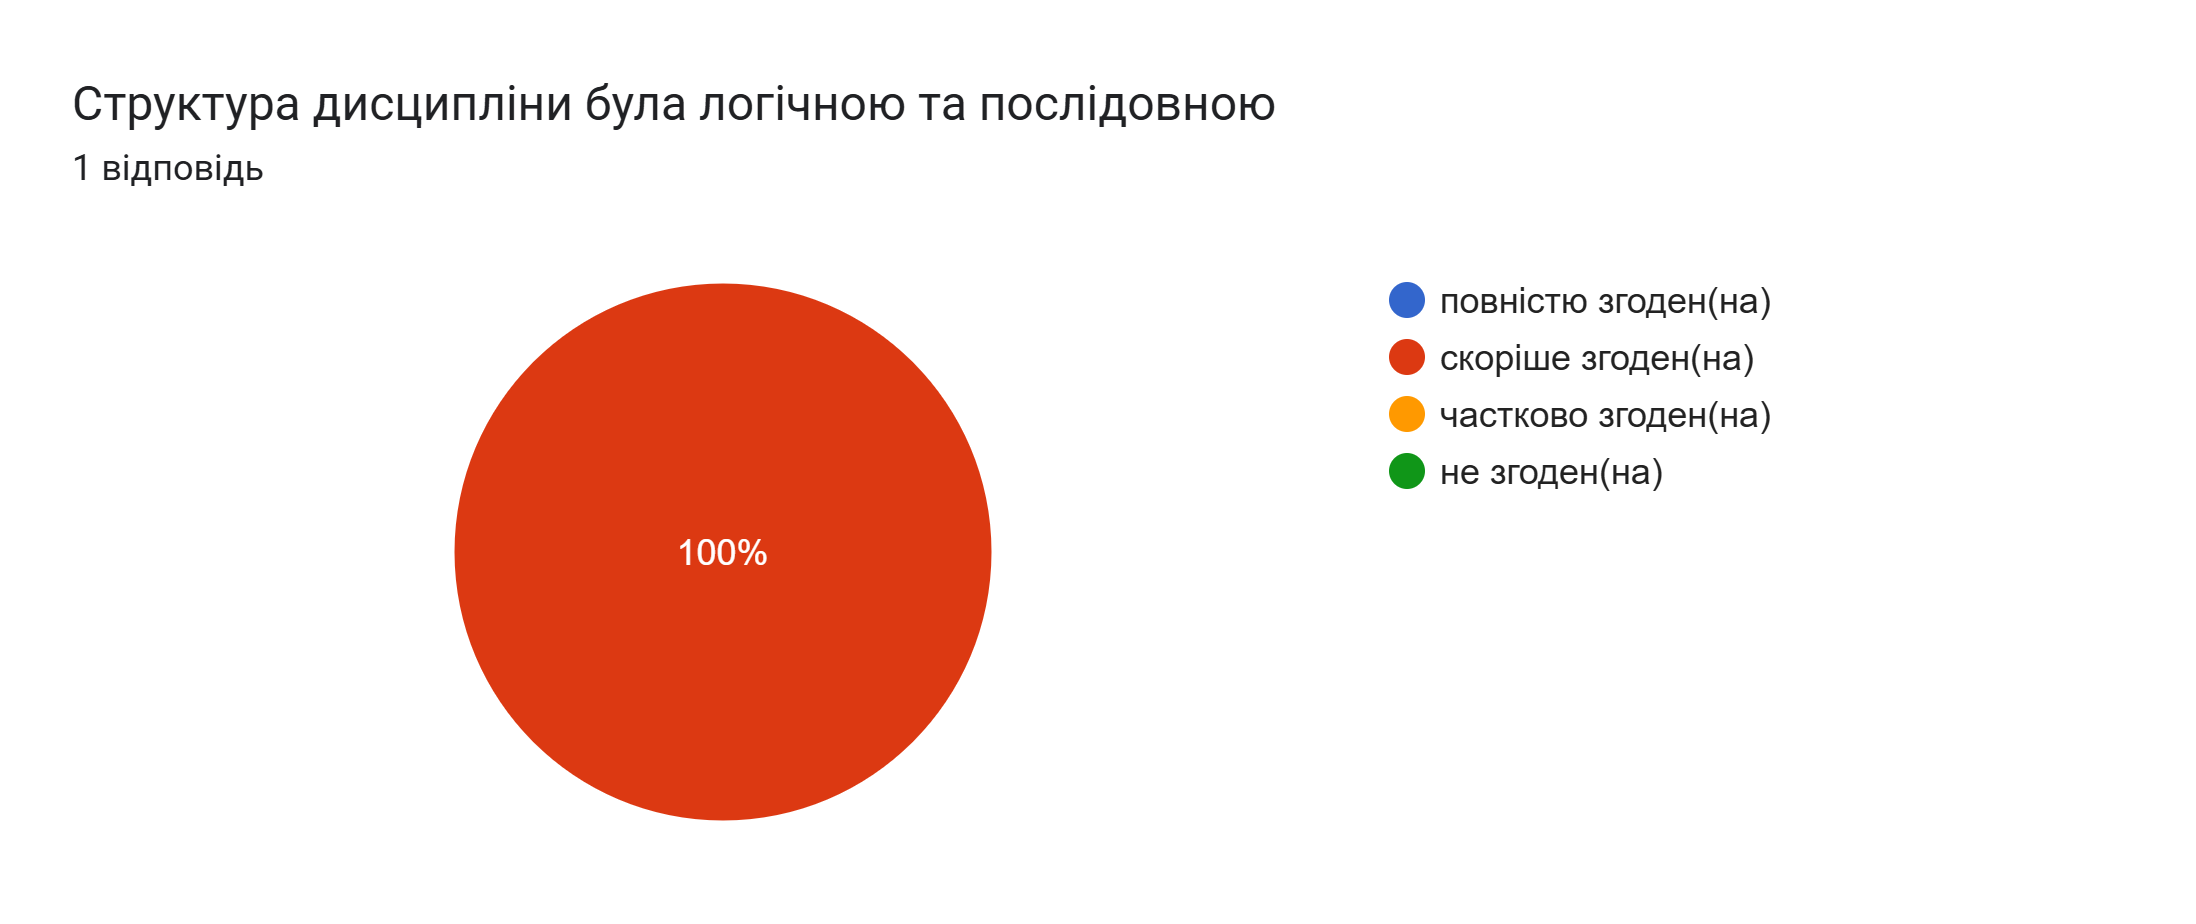 Структура дисципліни була логічною та послідовною
1 відповідь
100%
повністю згоден(на)
скоріше згоден(на)
частково згоден(на)
не згоден(на)